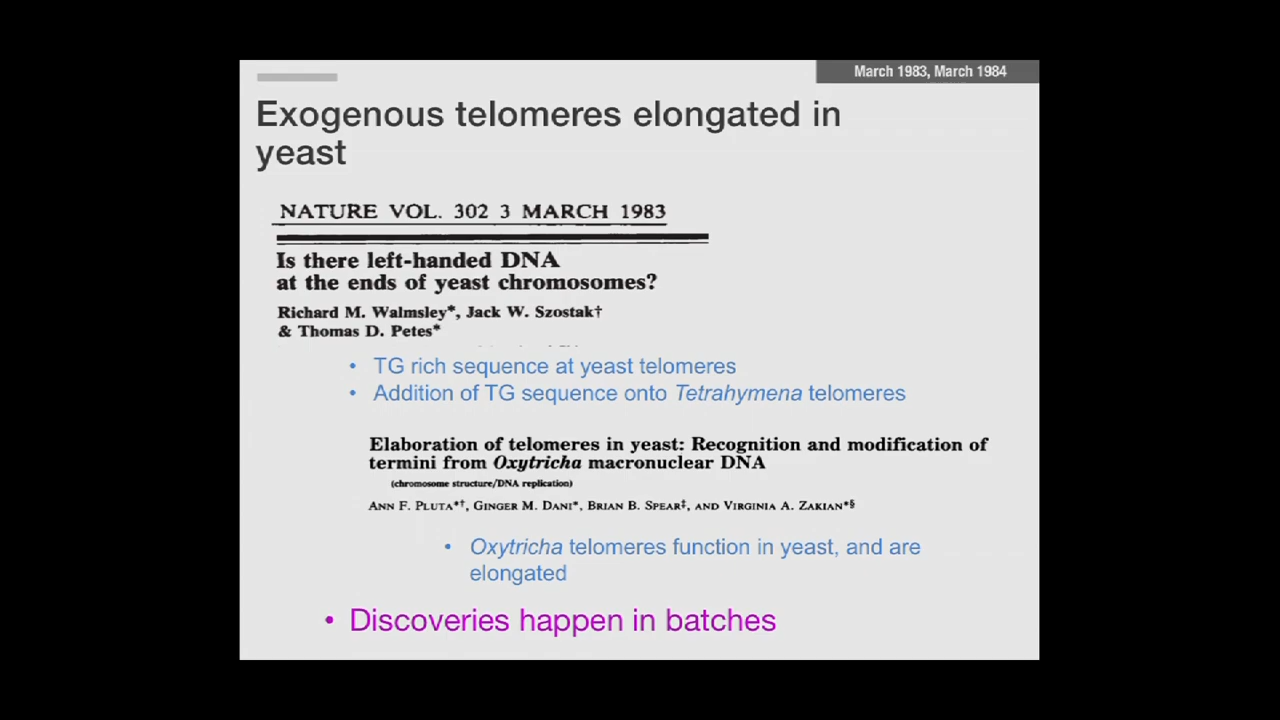 March 1983, March 1984
Exogenous telomeres elongated in
yeast
NATURE VOL. 302 3 MARCH 1983
Is there left-handed DNA
at the ends of yeast chromosomes?
Richard M. Walmsley*, Jack W. Szostak†
& Thomas D. Petes*
• TG rich sequence at yeast telomeres
• Addition of TG sequence onto Tetrahymena telomeres
Elaboration of telomeres in yeast: Recognition and modification of
termini from Oxytricha macronuclear DNA
(chromosome structure/DNA replication)
ANN F. PLUTA*†, GINGER M. DANI*, BRIAN B. SPEAR‡, AND VIRGINIA A. ZAKIAN*§
• Oxytricha telomeres function in yeast, and are
elongated
• Discoveries happen in batches